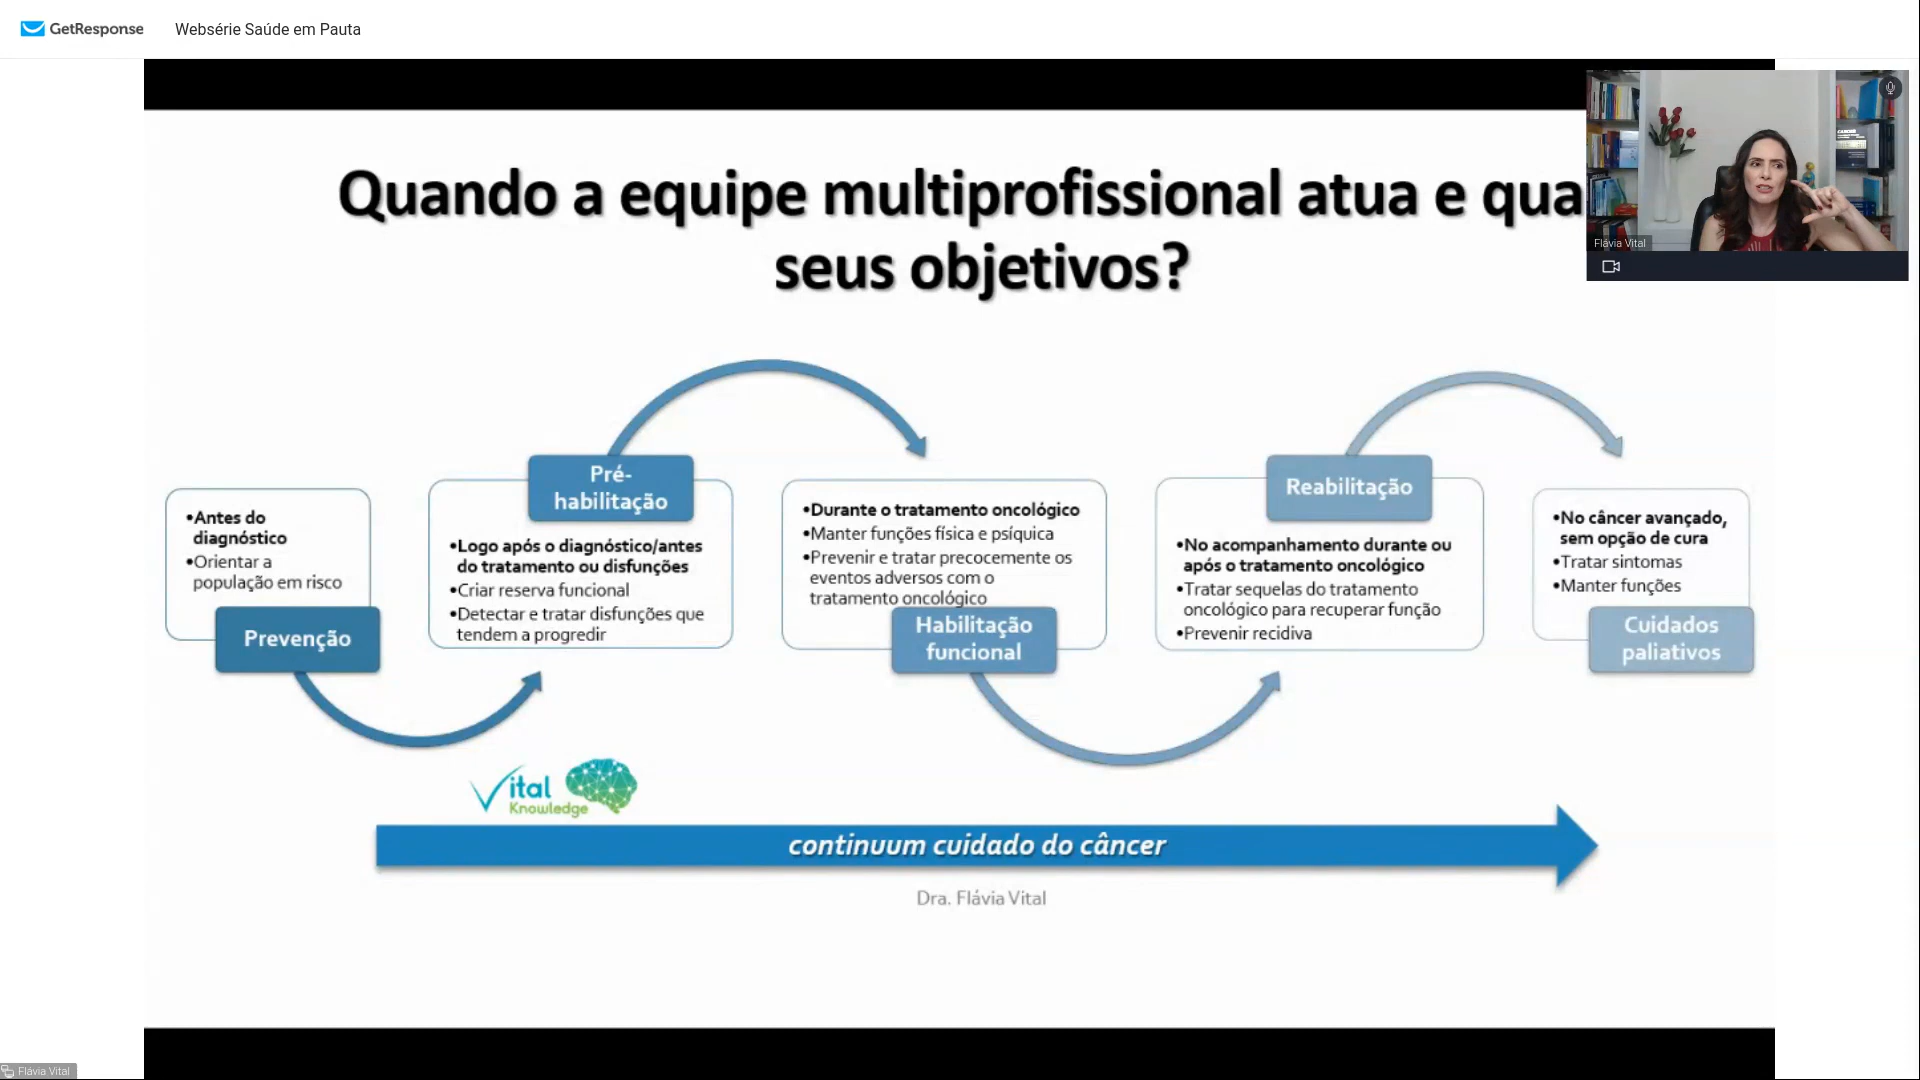 GetResponse
Websérie Saúde em Pauta
Flávia Vital
Quando a equipe multiprofissional atua e qua
seus objetivos?
•Antes do
diagnóstico
•Orientar a
população em risco
Prevenção
Pré-
habilitação
•Logo após o diagnóstico/antes
do tratamento ou disfunções
•Criar reserva funcional
•Detectar e tratar disfunções que
tendem a progredir
•Durante o tratamento oncológico
•Manter funções física e psíquica
•Prevenir e tratar precocemente os
eventos adversos com o
tratamento oncológico
Habilitação
funcional
Reabilitação
•No acompanhamento durante ou
após o tratamento oncológico
•Tratar sequelas do tratamento
oncológico para recuperar função
•Prevenir recidiva
•No câncer avançado,
sem opção de cura
•Tratar sintomas
•Manter funções
Cuidados
paliativos
Vital
Knowledge
continuum cuidado do câncer
Dra. Flávia Vital
Flávia Vital